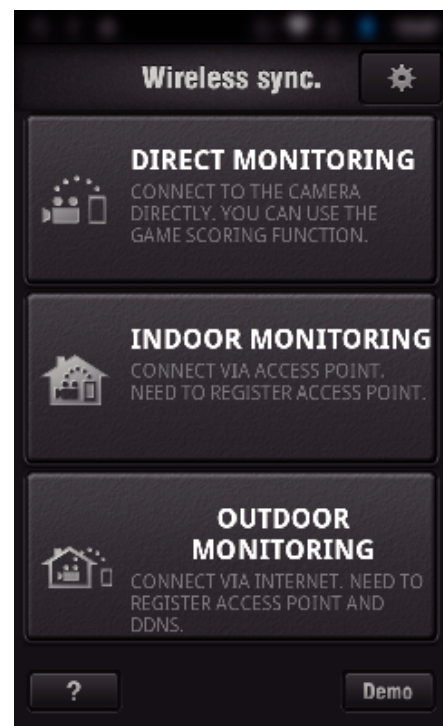 Wireless sync.
DIRECT MONITORING
CONNECT TO THE CAMERA
DIRECTLY. YOU CAN USE THE
GAME SCORING FUNCTION.
INDOOR MONITORING
CONNECT VIA ACCESS POINT.
NEED TO REGISTER ACCESS POINT.
OUTDOOR
MONITORING
CONNECT VIA INTERNET. NEED TO
REGISTER ACCESS POINT AND
DDNS.
?
Demo